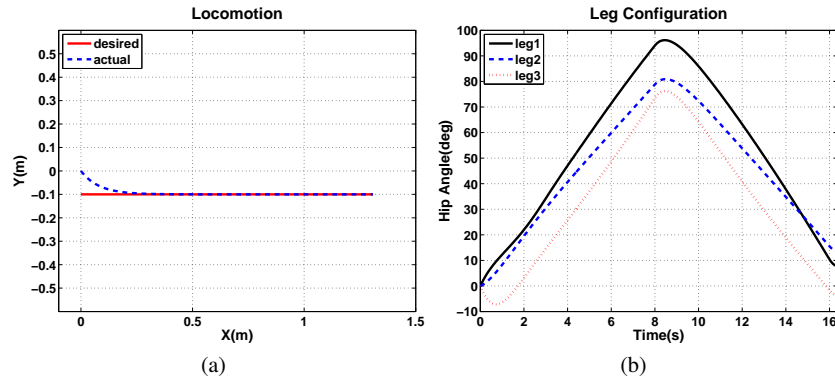 Locomotion
desired
actual
0.5
0.4
0.3
0.2
0.1
0
−0.1
−0.2
−0.3
−0.4
−0.5
Y(m)
0
0.5
1
1.5
X(m)
(a)
Leg Configuration
leg1
leg2
leg3
100
90
80
70
60
50
40
30
20
10
0
−10
Hip Angle(deg)
0
2
4
6
8
10
12
14
16
Time(s)
(b)